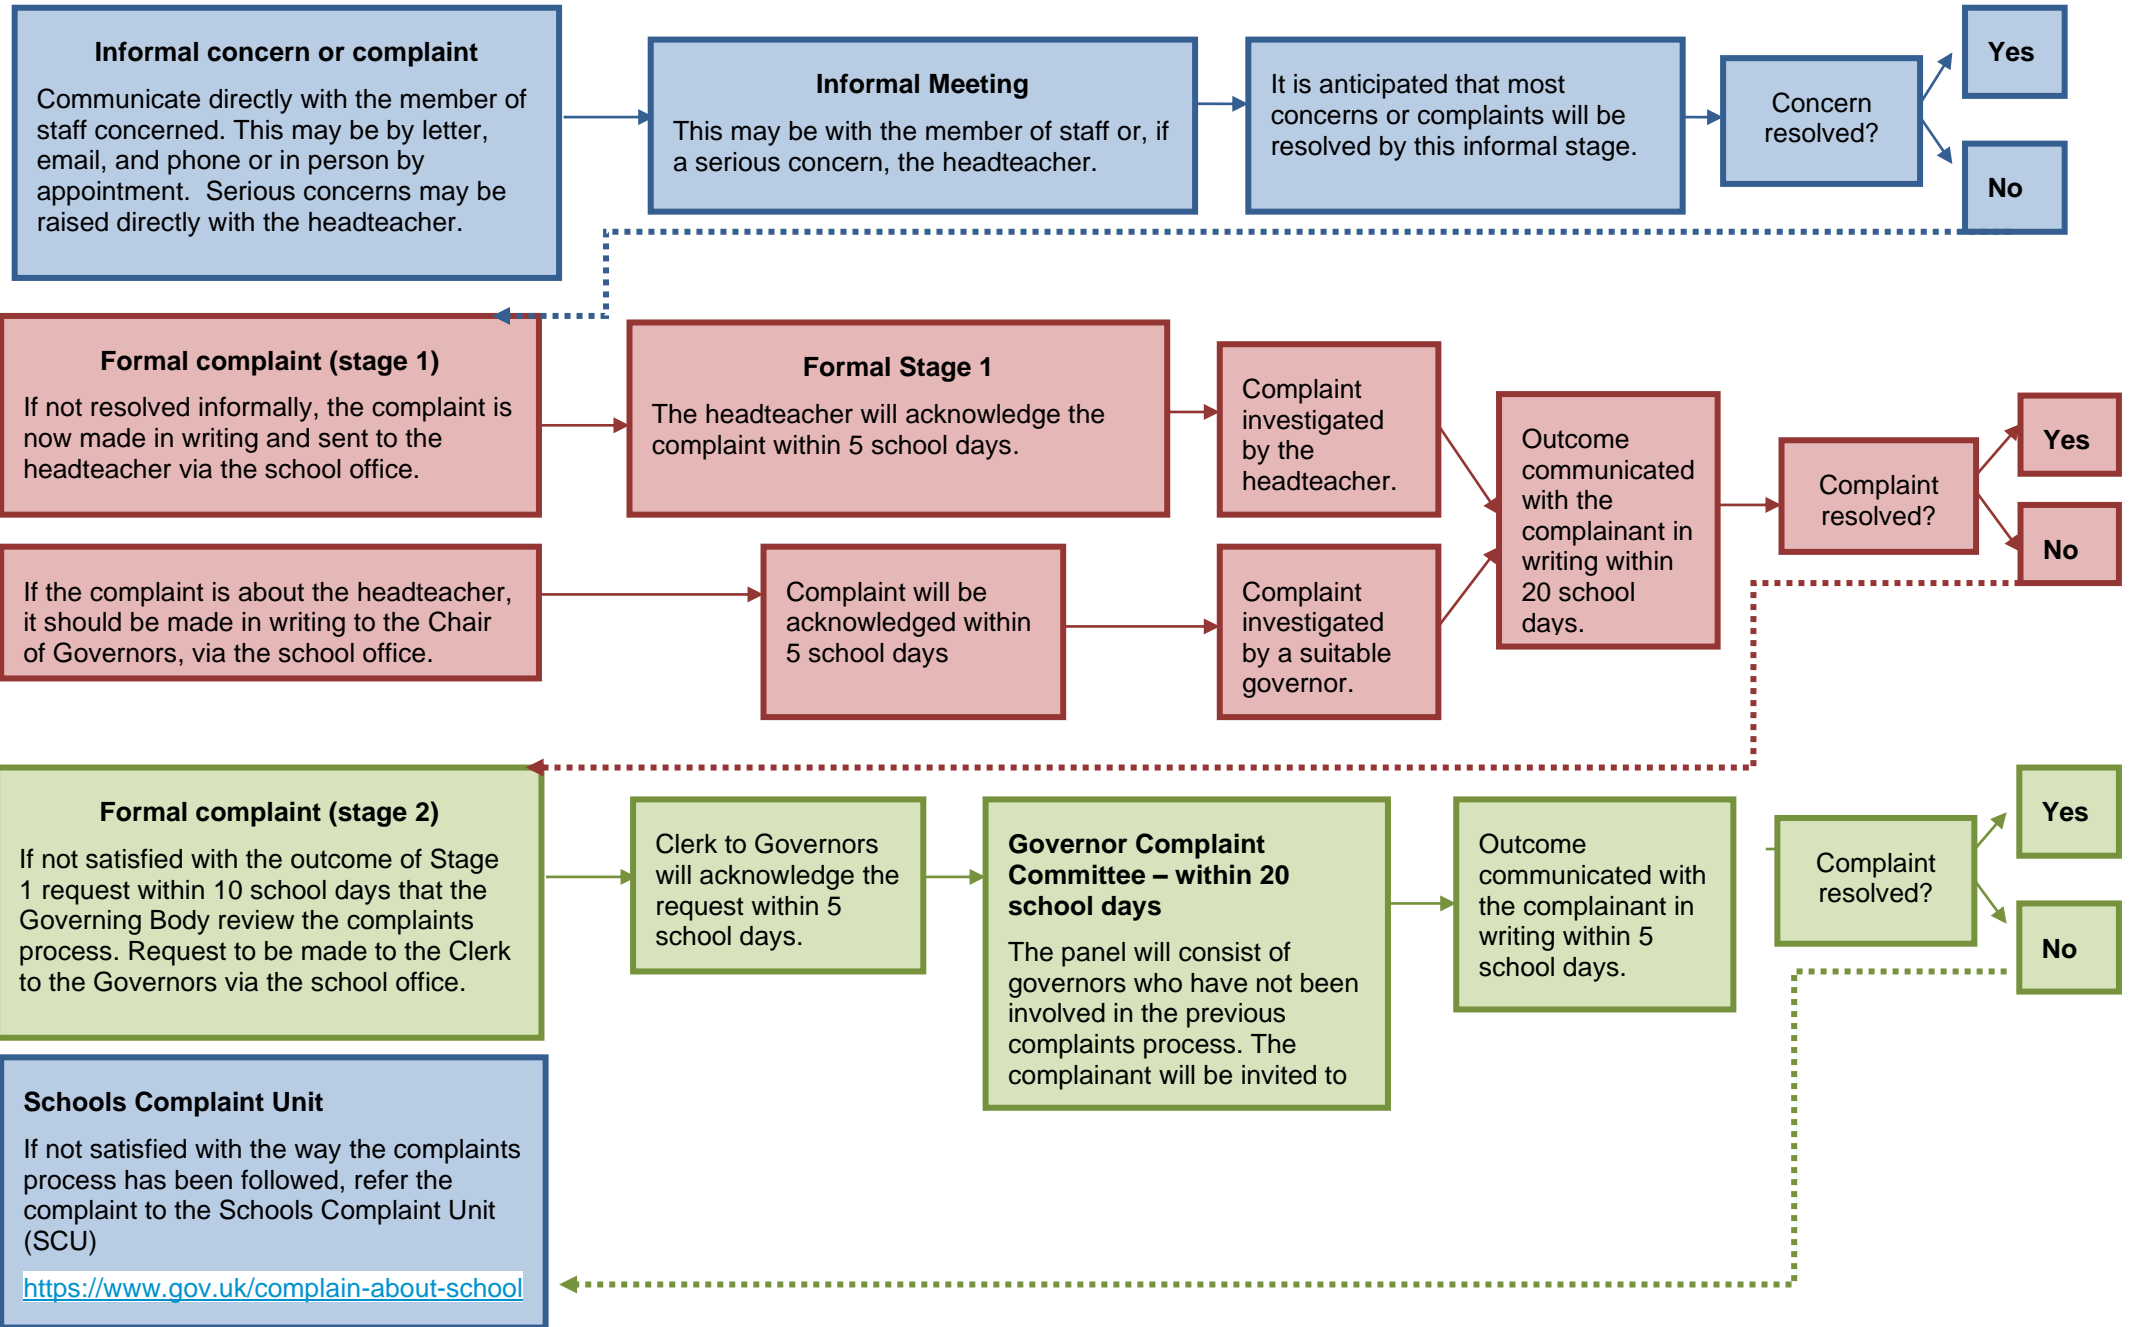 Informal concern or complaint
Communicate directly with the member of
staff concerned. This may be by letter,
email, and phone or in person by
appointment.  Serious concerns may be
raised directly with the headteacher.
Informal Meeting
This may be with the member of staff or, if
a serious concern, the headteacher.
It is anticipated that most
concerns or complaints will be
resolved by this informal stage.
Concern
resolved?
Yes
No
Formal complaint (stage 1)
If not resolved informally, the complaint is
now made in writing and sent to the
headteacher via the school office.
Formal Stage 1
The headteacher will acknowledge the
complaint within 5 school days.
Complaint
investigated
by the
headteacher.
If the complaint is about the headteacher,
it should be made in writing to the Chair
of Governors, via the school office.
Complaint will be
acknowledged within
5 school days
Complaint
investigated
by a suitable
governor.
Outcome
communicated
with the
complainant in
writing within
20 school
days.
Complaint
resolved?
Yes
No
Formal complaint (stage 2)
If not satisfied with the outcome of Stage
1 request within 10 school days that the
Governing Body review the complaints
process. Request to be made to the Clerk
to the Governors via the school office.
Clerk to Governors
will acknowledge the
request within 5
school days.
Governor Complaint
Committee – within 20
school days
The panel will consist of
governors who have not been
involved in the previous
complaints process. The
complainant will be invited to
Outcome
communicated with
the complainant in
writing within 5
school days.
Complaint
resolved?
Yes
No
Schools Complaint Unit
If not satisfied with the way the complaints
process has been followed, refer the
complaint to the Schools Complaint Unit
(SCU)
https://www.gov.uk/complain-about-school